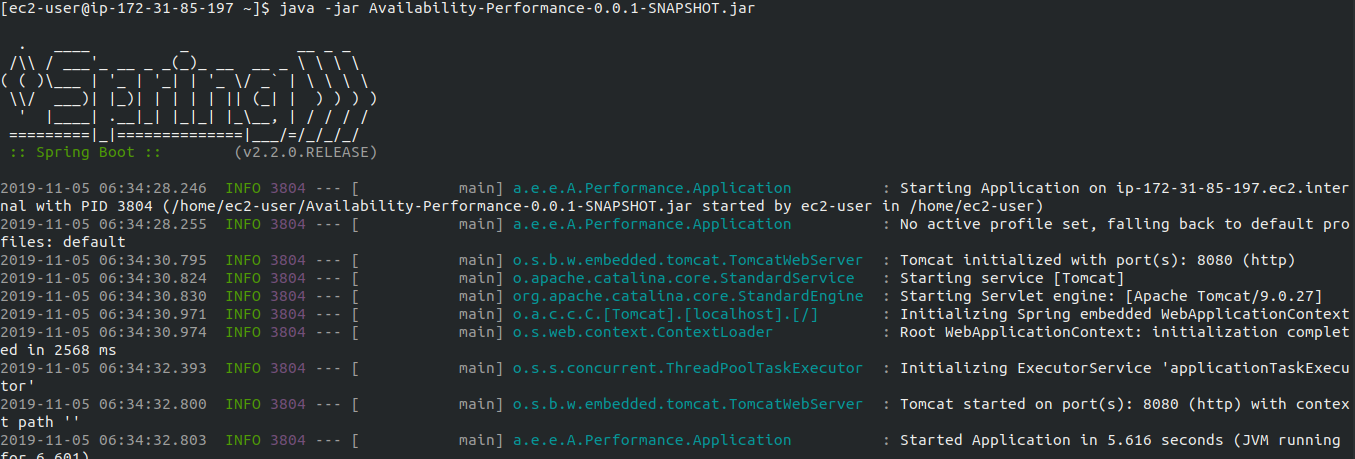 [ec2-user@ip-172-31-85-197 ~]$ java -jar Availability-Performance-0.0.1-SNAPSHOT.jar

  .   ____          _            __ _ _
 /\\ / ___'_ __ _ _(_)_ __  __ _ \ \ \ \
( ( )\___ | '_ | '_| | '_ \/ _` | \ \ \ \
 \\/  ___)| |_)| | | | | || (_| |  ) ) ) )
  '  |____| .__|_| |_|_| |_\__, | / / / /
 =========|_|==============|___/=/_/_/_/
 :: Spring Boot ::        (v2.2.0.RELEASE)

2019-11-05 06:34:28.246  INFO 3804 --- [           main] a.e.e.A.Performance.Application          : Starting Application on ip-172-31-85-197.ec2.inter
nal with PID 3804 (/home/ec2-user/Availability-Performance-0.0.1-SNAPSHOT.jar started by ec2-user in /home/ec2-user)
2019-11-05 06:34:28.255  INFO 3804 --- [           main] a.e.e.A.Performance.Application          : No active profile set, falling back to default pro
files: default
2019-11-05 06:34:30.795  INFO 3804 --- [           main] o.s.b.w.embedded.tomcat.TomcatWebServer  : Tomcat initialized with port(s): 8080 (http)
2019-11-05 06:34:30.824  INFO 3804 --- [           main] o.apache.catalina.core.StandardService   : Starting service [Tomcat]
2019-11-05 06:34:30.830  INFO 3804 --- [           main] org.apache.catalina.core.StandardEngine  : Starting Servlet engine: [Apache Tomcat/9.0.27]
2019-11-05 06:34:30.971  INFO 3804 --- [           main] o.a.c.c.C.[Tomcat].[localhost].[/]       : Initializing Spring embedded WebApplicationContext
2019-11-05 06:34:30.974  INFO 3804 --- [           main] o.s.web.context.ContextLoader            : Root WebApplicationContext: initialization complet
ed in 2568 ms
2019-11-05 06:34:32.393  INFO 3804 --- [           main] o.s.s.concurrent.ThreadPoolTaskExecutor  : Initializing ExecutorService 'applicationTaskExecu
tor'
2019-11-05 06:34:32.800  INFO 3804 --- [           main] o.s.b.w.embedded.tomcat.TomcatWebServer  : Tomcat started on port(s): 8080 (http) with contex
t path ''
2019-11-05 06:34:32.803  INFO 3804 --- [           main] a.e.e.A.Performance.Application          : Started Application in 5.616 seconds (JVM running
for 6.601)